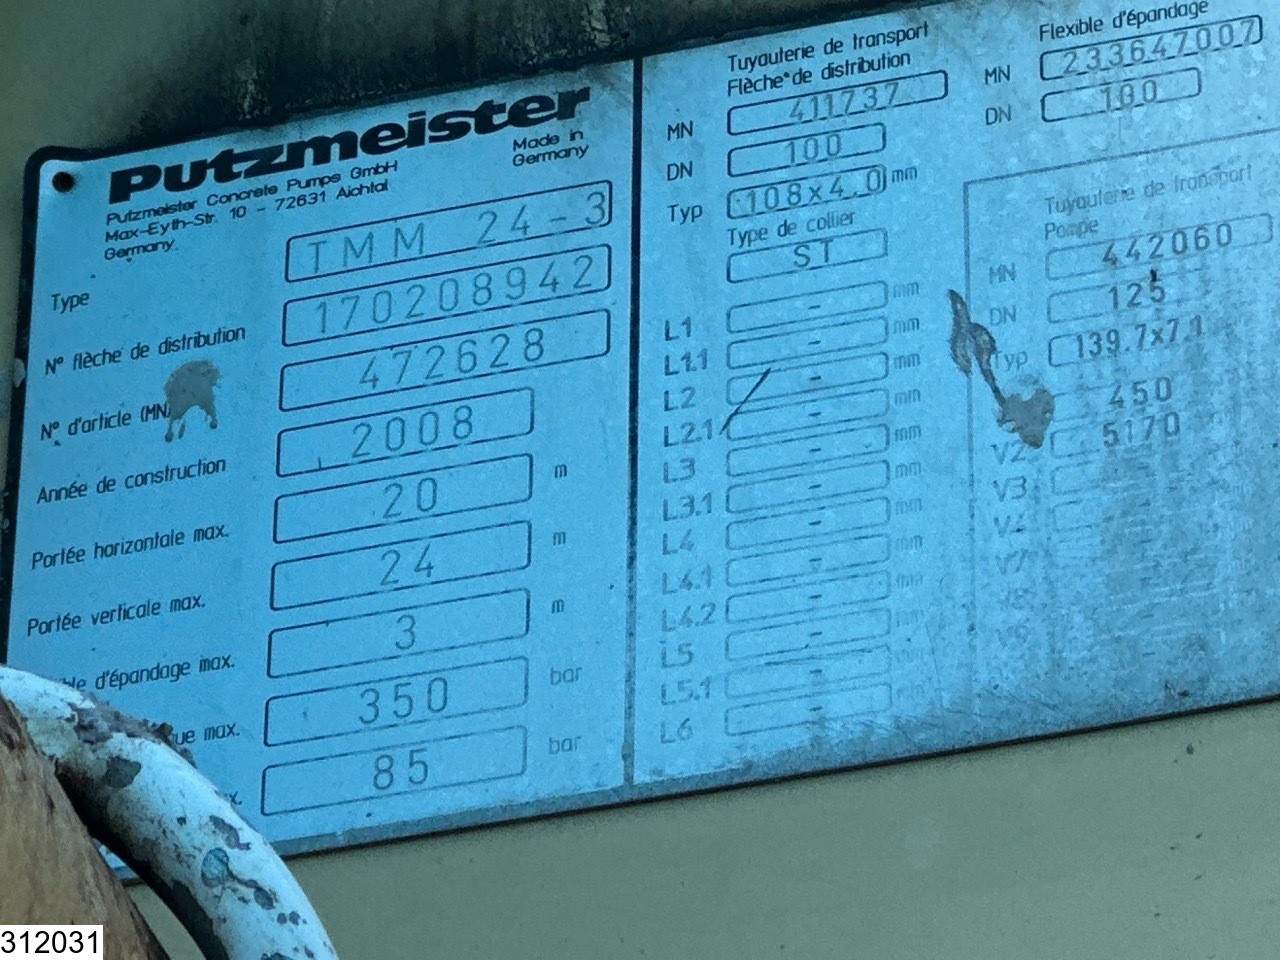 Putzmeister
Putzmeister Concrete Pumps GmbH
Max-Eyth-Str. 10 - 72631 Aichtal
Germany
Made in
Germany
Type TMM 24-3
N° flèche de distribution 170208942
N° d'article (MN) 472628
Année de construction 2008
Portée horizontale max. 20 m
Portée verticale max. 24 m
d'épandage max. 3 m
max. 350 bar
85 bar
Tuyauterie de transport
Flèche de distribution
MN 411737
DN 100
Typ 108x4.0 mm
Type de collier
ST
L1 - mm
L1.1 - mm
L2 - mm
L2.1 - mm
L3 - mm
L3.1 - mm
L4 - mm
L4.1 - mm
L4.2 - mm
L5 - mm
L5.1 - mm
L6 - mm
Flexible d'épandage
MN 233647007
DN 100
Tuyauterie de transport
Pompe
MN 442060
DN 125
Typ 139.7x7.1
450
V2 5170
V3
V4
V7
312031